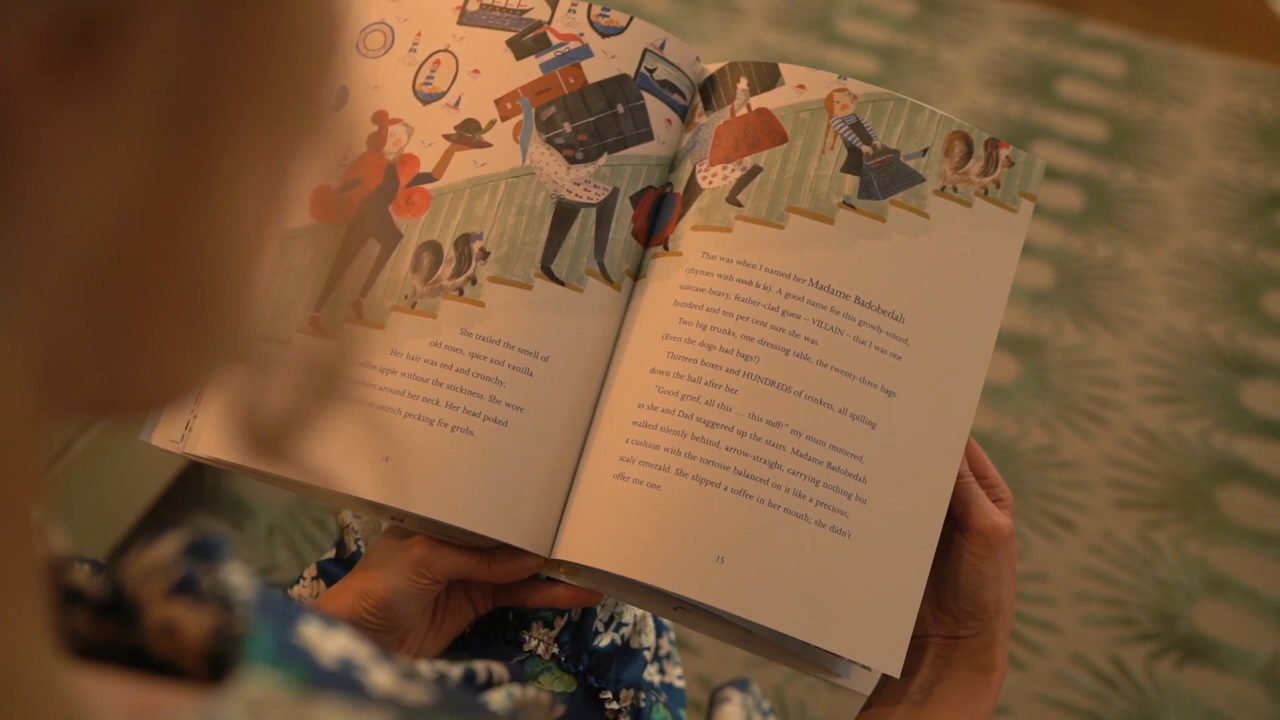 She trailed the smell of
old roses, spice and vanilla.
Her hair was red and crunchy;
apple without the stickiness. She wore
around her neck. Her head poked
ostrich pecking for grubs.
14
That was when I named her Madame Badobedah
(rhymes with ooooh la la). A good name for this growly-voiced,
suitcase-heavy, feather-clad guest – VILLAIN – that I was one
hundred and ten per cent sure she was.
Two big trunks, one dressing table, the twenty-three bags.
(Even the dogs had bags!)
Thirteen boxes and HUNDREDS of trinkets, all spilling
down the hall after her.
"Good grief, all this ... this stuff!" my mum muttered,
as she and Dad staggered up the stairs. Madame Badobedah
walked silently behind, arrow-straight, carrying nothing but
a cushion with the tortoise balanced on it like a precious,
scaly emerald. She slipped a toffee in her mouth; she didn't
offer me one.
15